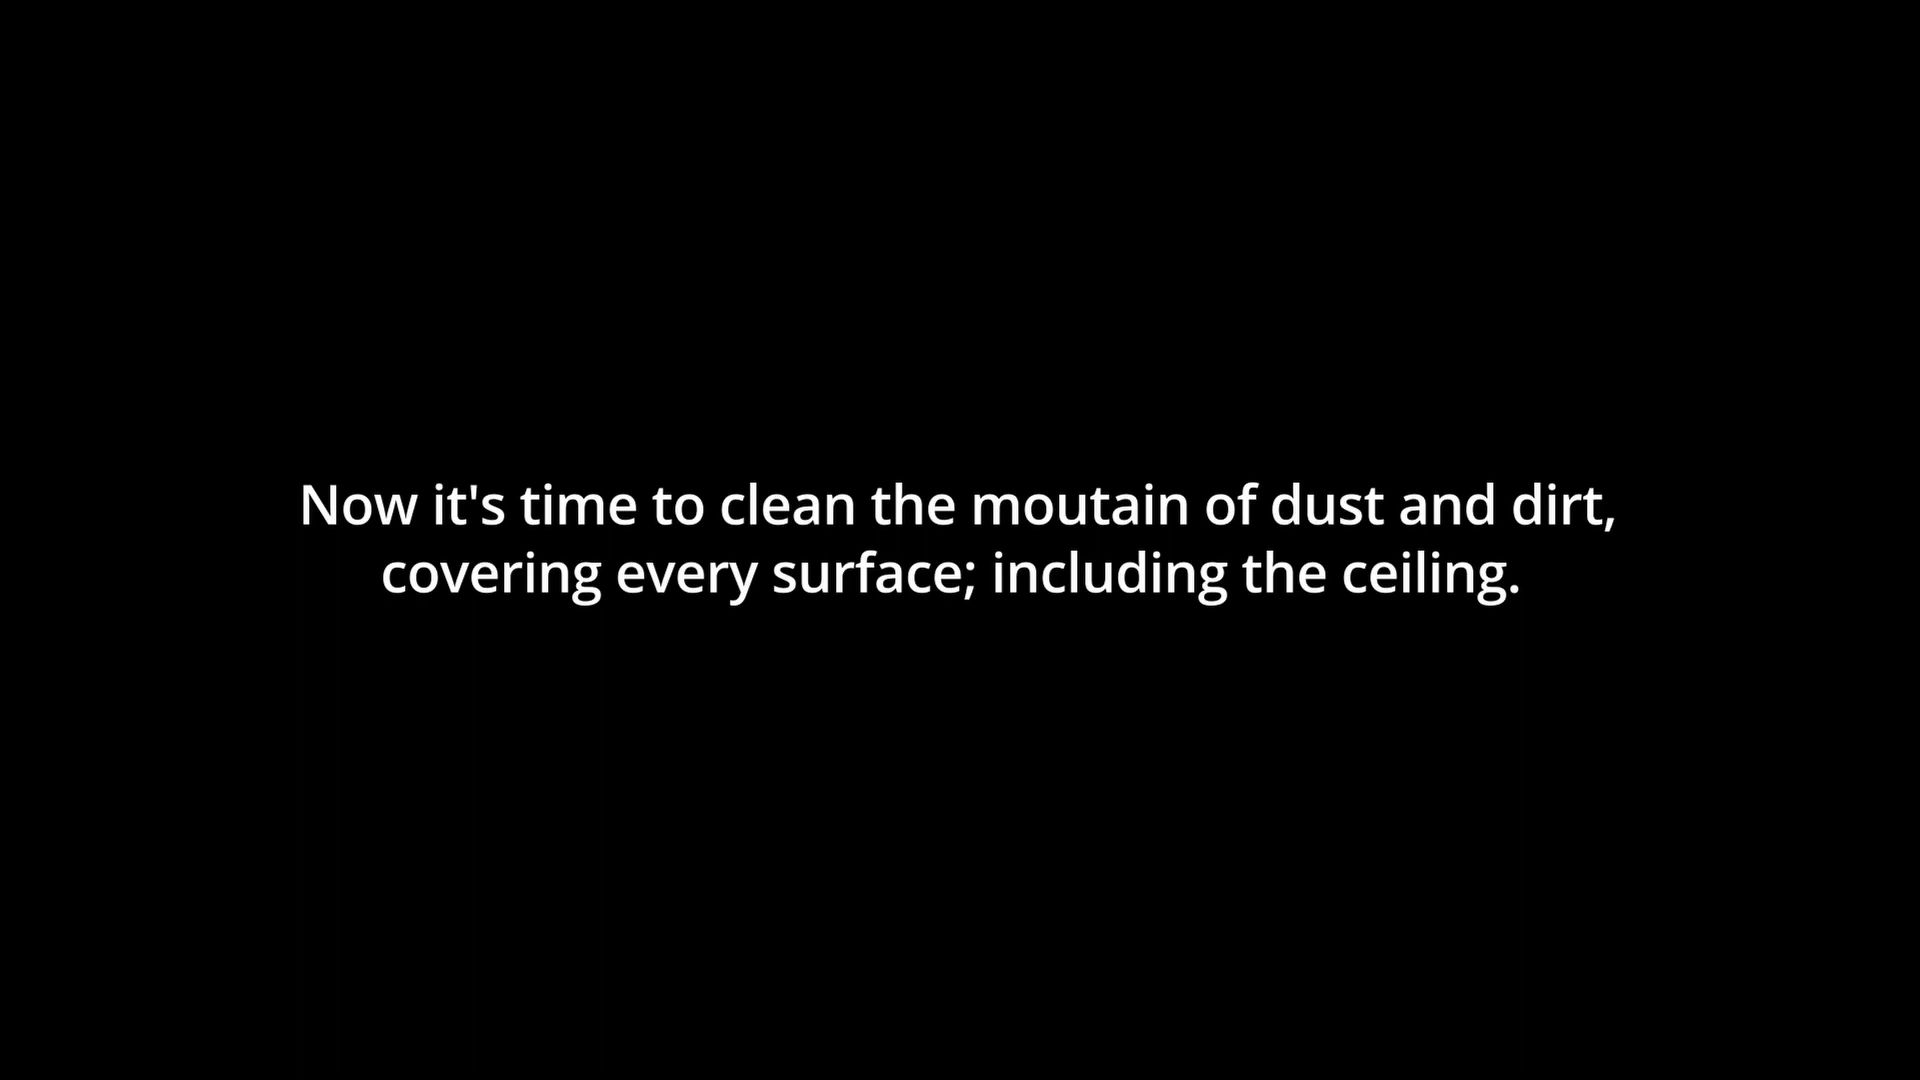 Now it's time to clean the moutain of dust and dirt,
covering every surface; including the ceiling.